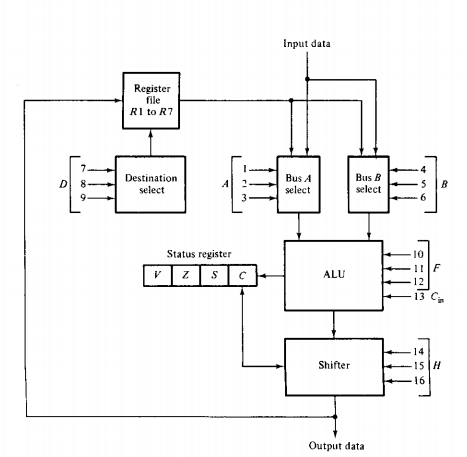 Input data
Register
file
R1 to R7
D
7
8
9
Destination
select
A
1
2
3
Bus A
select
Bus B
select
4
5
6
B
Status register
V Z S C
ALU
10
11
12
F
13 C_in
Shifter
14
15
16
H
Output data